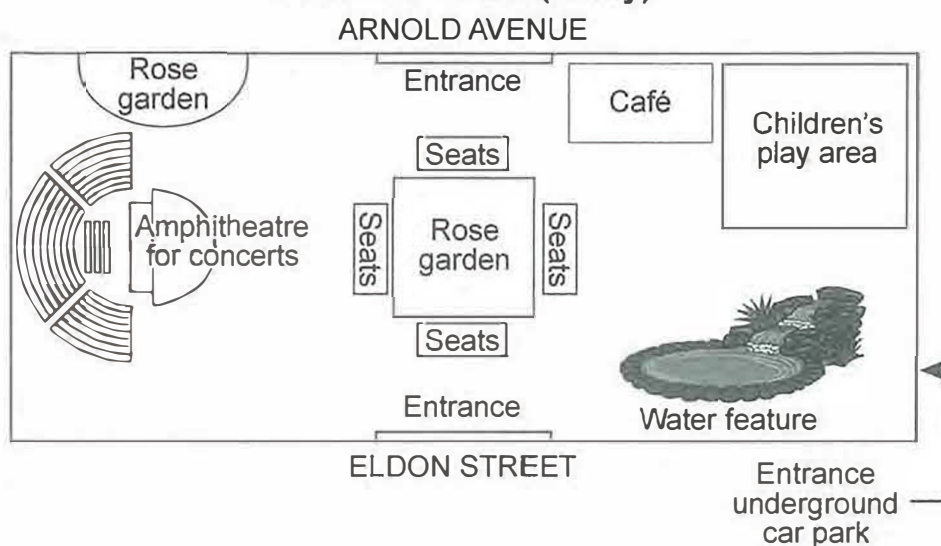 ARNOLD AVENUE
Rose
garden
Entrance
Café
Children's
play area
Seats
Amphitheatre
for concerts
Seats
Rose
garden
Seats
Seats
Entrance
Water feature
ELDON STREET
Entrance
underground
car park